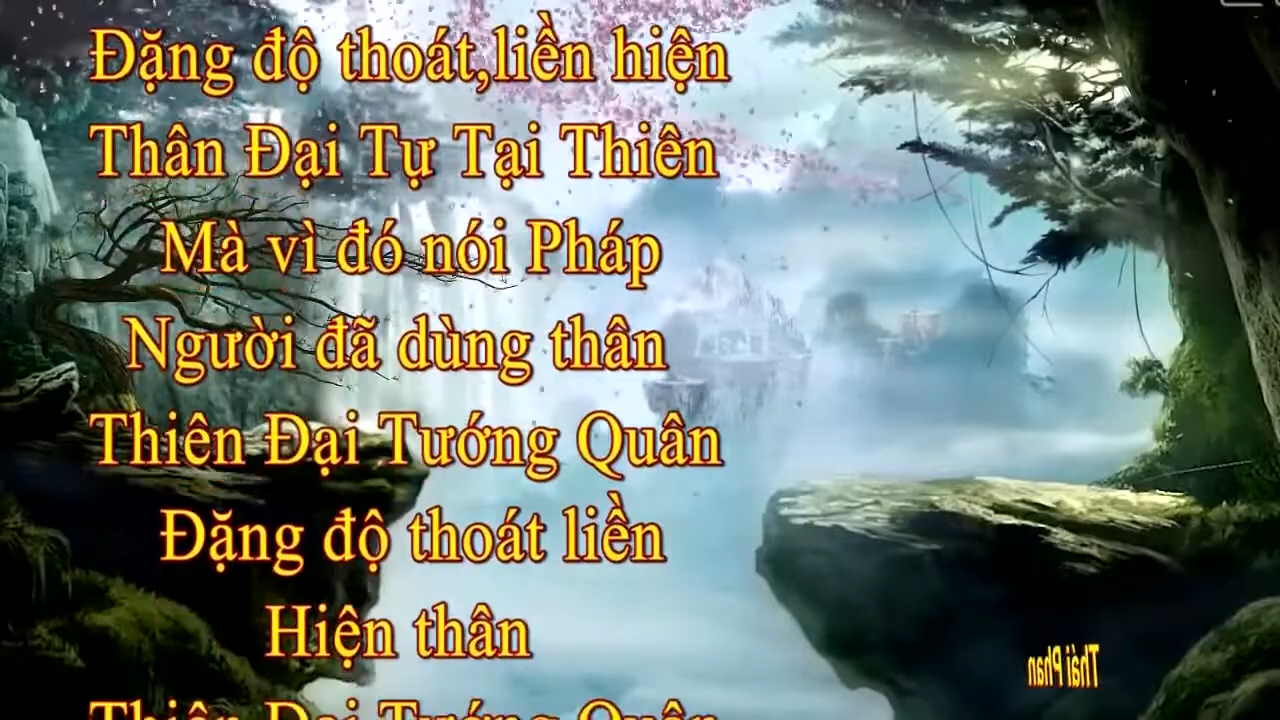 Đặng độ thoát,liền hiện
Thân Đại Tự Tại Thiên
Mà vì đó nói Pháp
Người đã dùng thân
Thiên Đại Tướng Quân
Đặng độ thoát liền
Hiện thân
Thiên Đại Tướng Quân
Thái Phan